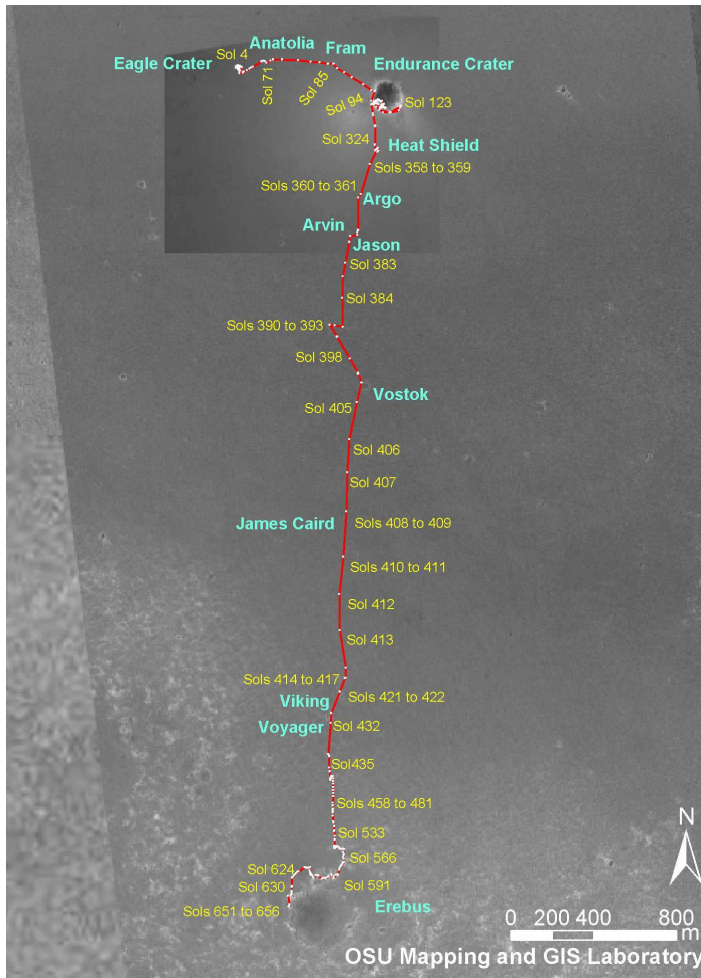 Sol 4
Anatolia
Fram
Eagle Crater
Sol 71
Sol 85
Endurance Crater
Sol 94
Sol 123
Sol 324
Heat Shield
Sols 358 to 359
Sols 360 to 361
Argo
Arvin
Jason
Sol 383
Sol 384
Sols 390 to 393
Sol 398
Vostok
Sol 405
Sol 406
Sol 407
James Caird
Sols 408 to 409
Sols 410 to 411
Sol 412
Sol 413
Sols 414 to 417
Sols 421 to 422
Viking
Voyager
Sol 432
Sol435
Sols 458 to 481
Sol 533
Sol 566
Sol 624
Sol 591
Sol 630
Sols 651 to 656
Erebus
N
0 200 400 800
m
OSU Mapping and GIS Laboratory